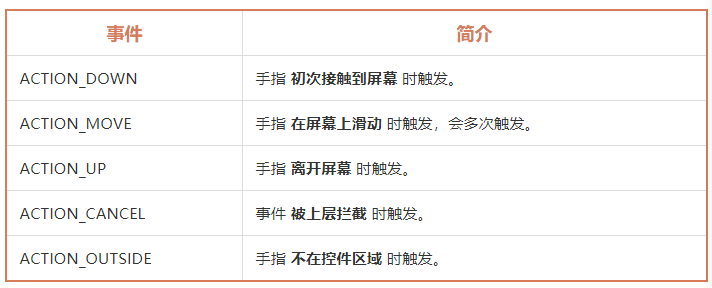 事件 简介
ACTION_DOWN 手指 初次接触到屏幕 时触发。
ACTION_MOVE 手指 在屏幕上滑动 时触发，会多次触发。
ACTION_UP 手指 离开屏幕 时触发。
ACTION_CANCEL 事件 被上层拦截 时触发。
ACTION_OUTSIDE 手指 不在控件区域 时触发。